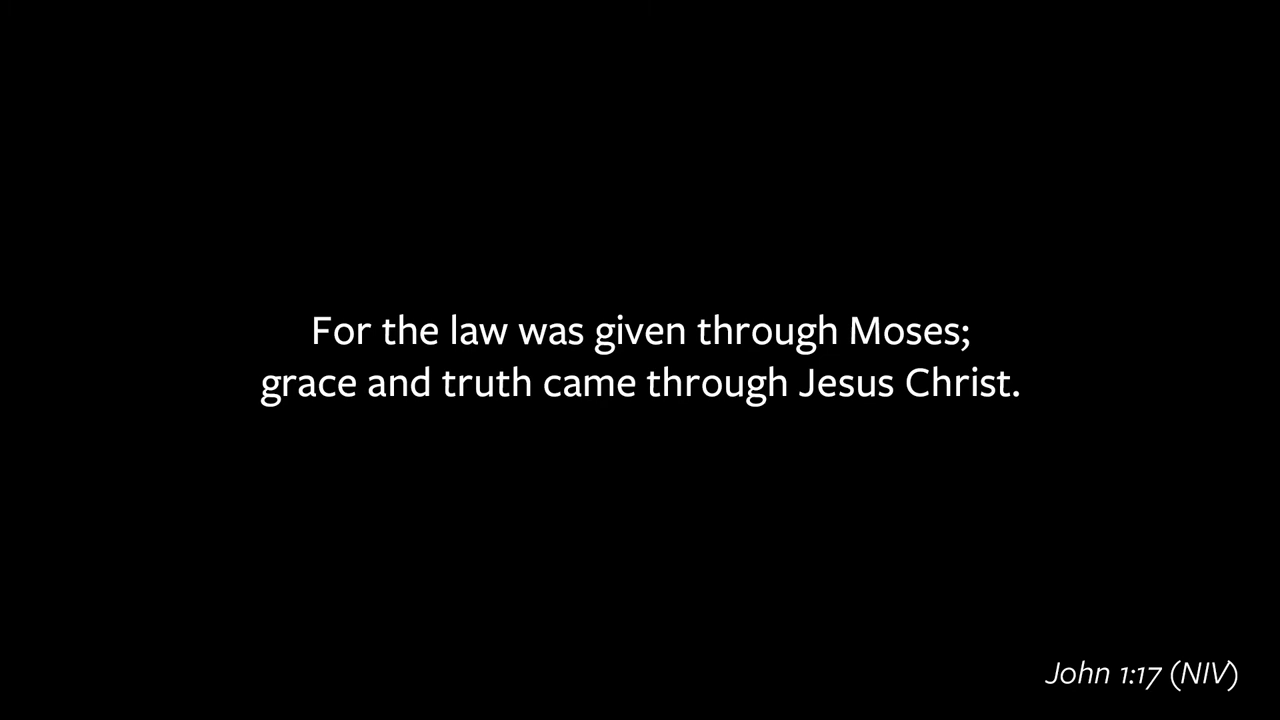 For the law was given through Moses;
grace and truth came through Jesus Christ.
John 1:17 (NIV)